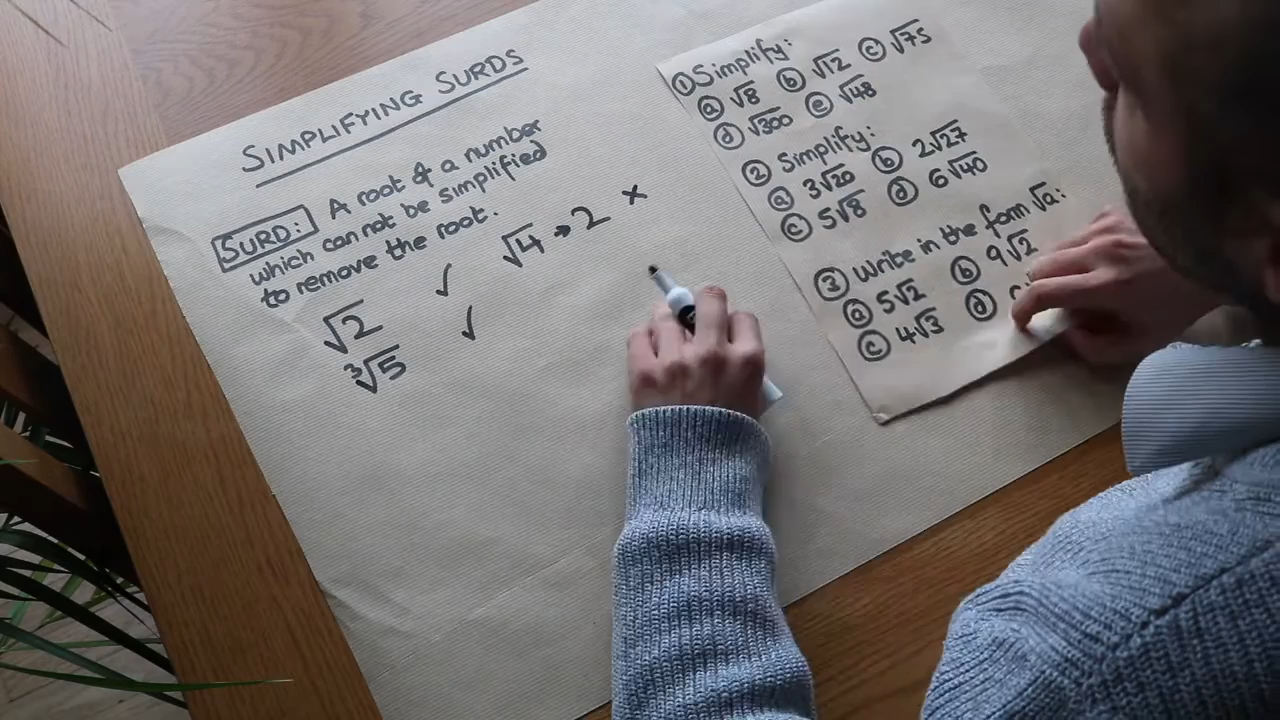 SIMPLIFYING SURDS
SURD: A root of a number
which can not be simplified
to remove the root.
√2 ✓ √4 → 2 ×
³√5 ✓
① Simplify:
ⓐ √8 ⓑ √12 ⓒ √75
ⓓ √300 ⓔ √48
② Simplify:
ⓐ 3√20 ⓑ 2√27
ⓒ 5√8 ⓓ 6√40
③ Write in the form √a:
ⓐ 5√2 ⓑ 9√2
ⓒ 4√3 ⓓ